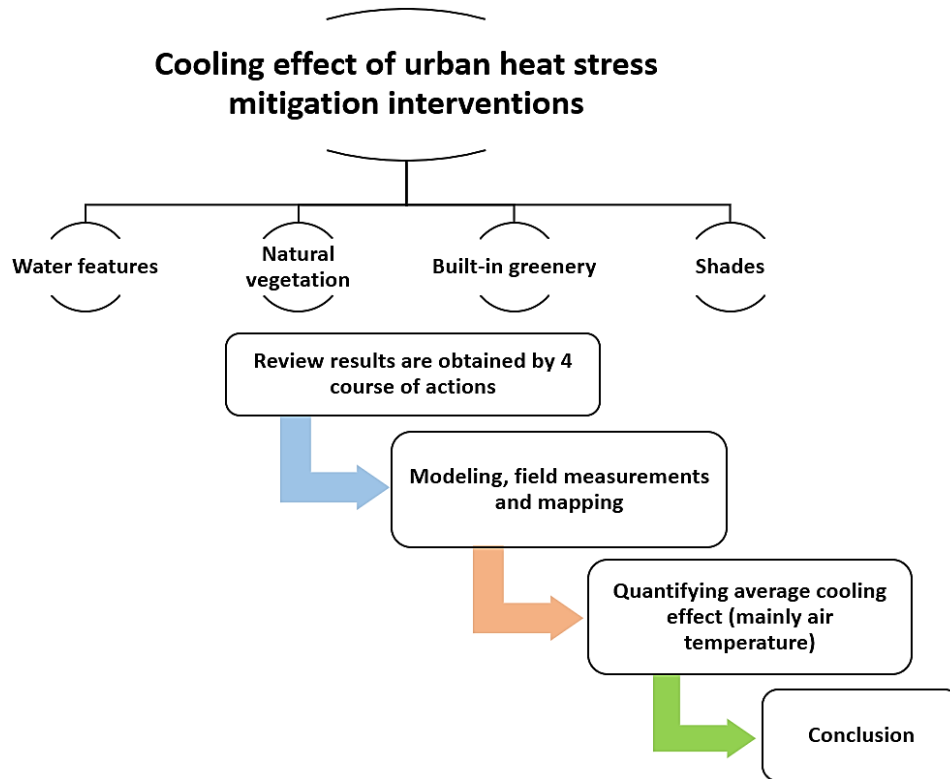 Cooling effect of urban heat stress
mitigation interventions
Water features
Natural
vegetation
Built-in greenery
Shades
Review results are obtained by 4
course of actions
Modeling, field measurements
and mapping
Quantifying average cooling
effect (mainly air
temperature)
Conclusion